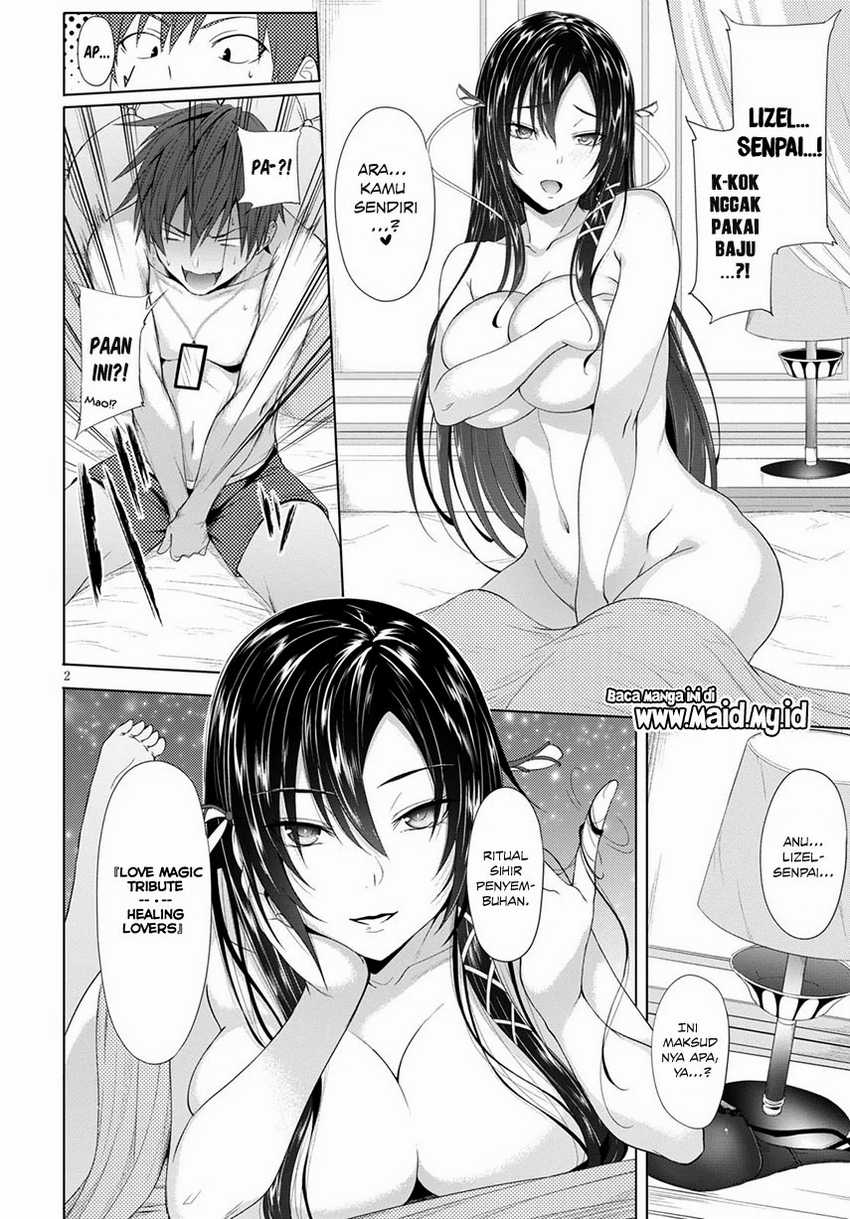 LIZEL...
SENPAI...!
K-KOK
NGGAK
PAKAI
BAJU
...?!
ARA...
KAMU
SENDIRI
...?
♥
AP...
PA-?!
PAAN
INI?!
Mao!?
2
Baca manga ini di
www.Maid.My.id
ANU...
LIZEL-
SENPAI...
INI
MAKSUD
NYA APA,
YA...?
RITUAL
SIHIR
PENYEM-
BUHAN.
『LOVE MAGIC
TRIBUTE
-- . --
HEALING
LOVERS』